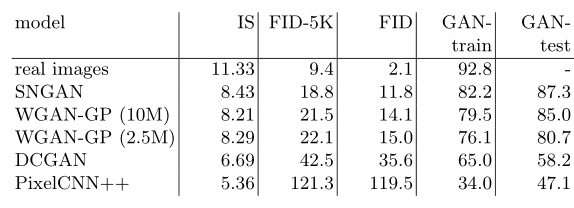 model IS FID-5K FID GAN- GAN-
train test
real images 11.33 9.4 2.1 92.8 -
SNGAN 8.43 18.8 11.8 82.2 87.3
WGAN-GP (10M) 8.21 21.5 14.1 79.5 85.0
WGAN-GP (2.5M) 8.29 22.1 15.0 76.1 80.7
DCGAN 6.69 42.5 35.6 65.0 58.2
PixelCNN++ 5.36 121.3 119.5 34.0 47.1